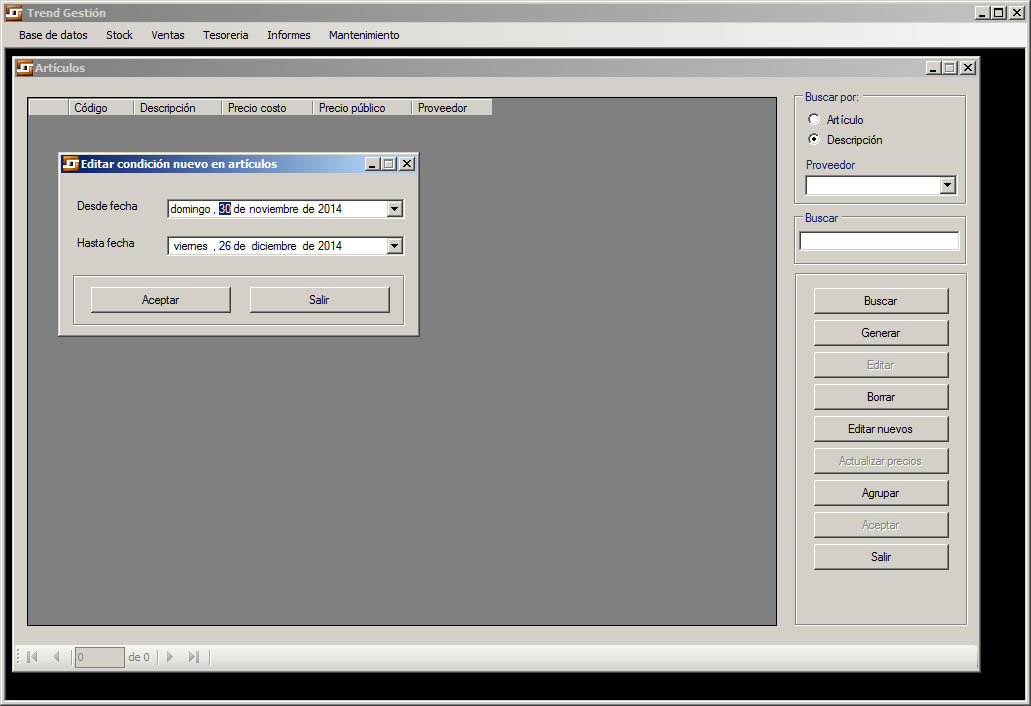 Trend Gestión
Base de datos Stock Ventas Tesoreria Informes Mantenimiento
Artículos
Código Descripción Precio costo Precio público Proveedor
Editar condición nuevo en artículos
Desde fecha domingo , 30 de noviembre de 2014
Hasta fecha viernes , 26 de diciembre de 2014
Aceptar Salir
Buscar por:
Artículo
Descripción
Proveedor
Buscar
Buscar
Generar
Editar
Borrar
Editar nuevos
Actualizar precios
Agrupar
Aceptar
Salir
0 de 0